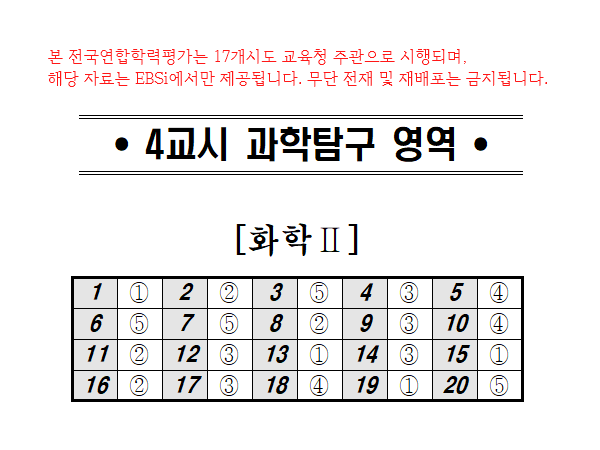 본 전국연합학력평가는 17개시도 교육청 주관으로 시행되며,
해당 자료는 EBSi에서만 제공됩니다. 무단 전재 및 재배포는 금지됩니다.
• 4교시 과학탐구 영역 •
[화학Ⅱ]
1 ① 2 ② 3 ⑤ 4 ③ 5 ④
6 ⑤ 7 ⑤ 8 ② 9 ③ 10 ④
11 ② 12 ③ 13 ① 14 ③ 15 ①
16 ② 17 ③ 18 ④ 19 ① 20 ⑤